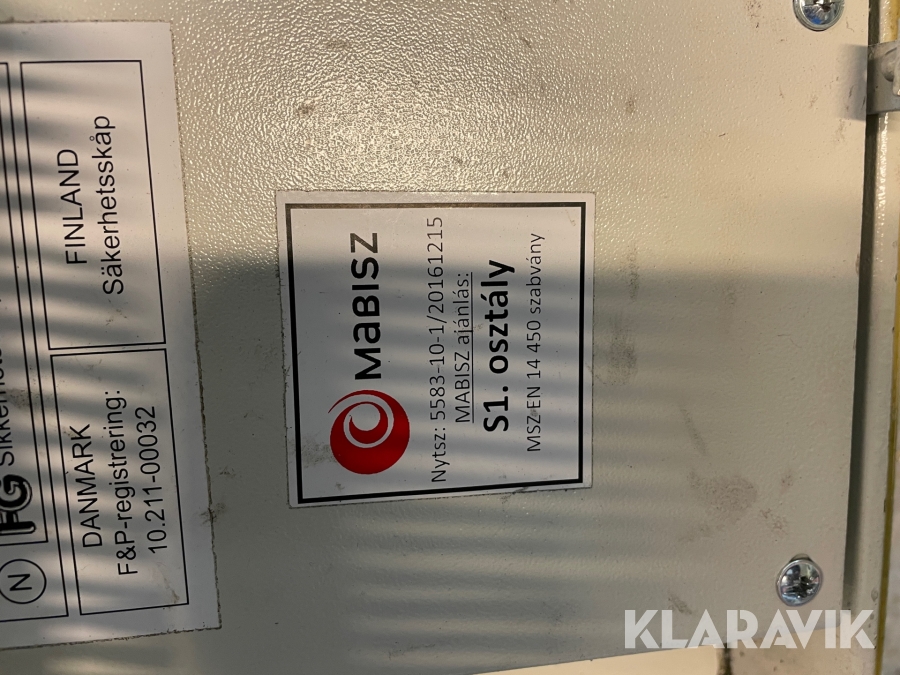 N
FG Sikkerhet
DANMARK
F&P-registrering:
10.211-00032
FINLAND
Säkerhetsskåp
MABISZ
Nytsz: 5583-10-1/20161215
MABISZ ajánlás:
S1. osztály
MSZ-EN 14 450 szabvány
KLARAVIK